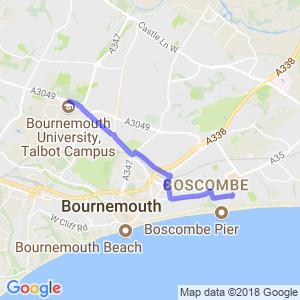 Castle Ln W
A347
A338
A3049
Bournemouth
University,
Talbot Campus
A3049
A338
A347
A35
BOSCOMBE
Bournemouth
W Cliff Rd
Boscombe Pier
Bournemouth Beach
Map data ©2018 Google